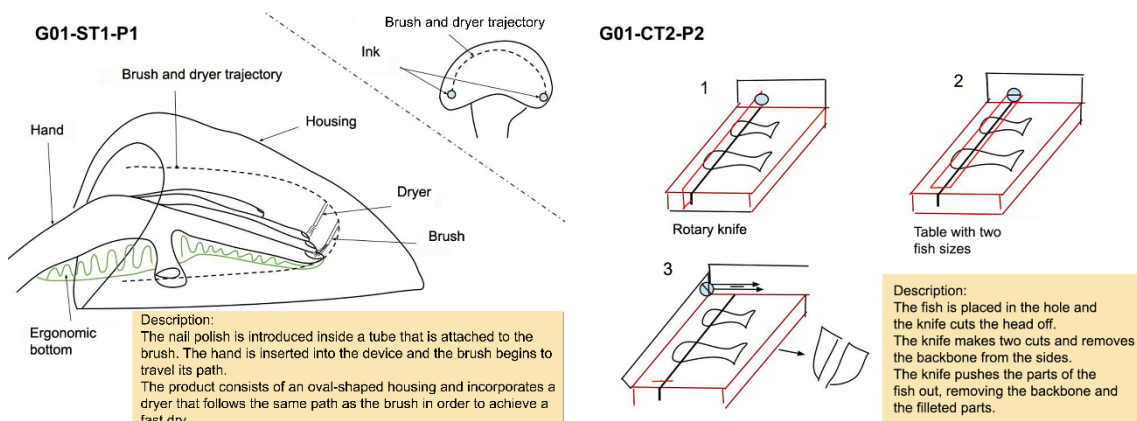 G01-ST1-P1
Brush and dryer trajectory
Ink
Brush and dryer trajectory
Hand
Housing
Dryer
Brush
Ergonomic
bottom
Description:
The nail polish is introduced inside a tube that is attached to the
brush. The hand is inserted into the device and the brush begins to
travel its path.
The product consists of an oval-shaped housing and incorporates a
dryer that follows the same path as the brush in order to achieve a
fast dry
G01-CT2-P2
1
Rotary knife
2
Table with two
fish sizes
3
Description:
The fish is placed in the hole and
the knife cuts the head off.
The knife makes two cuts and removes
the backbone from the sides.
The knife pushes the parts of the
fish out, removing the backbone and
the filleted parts.